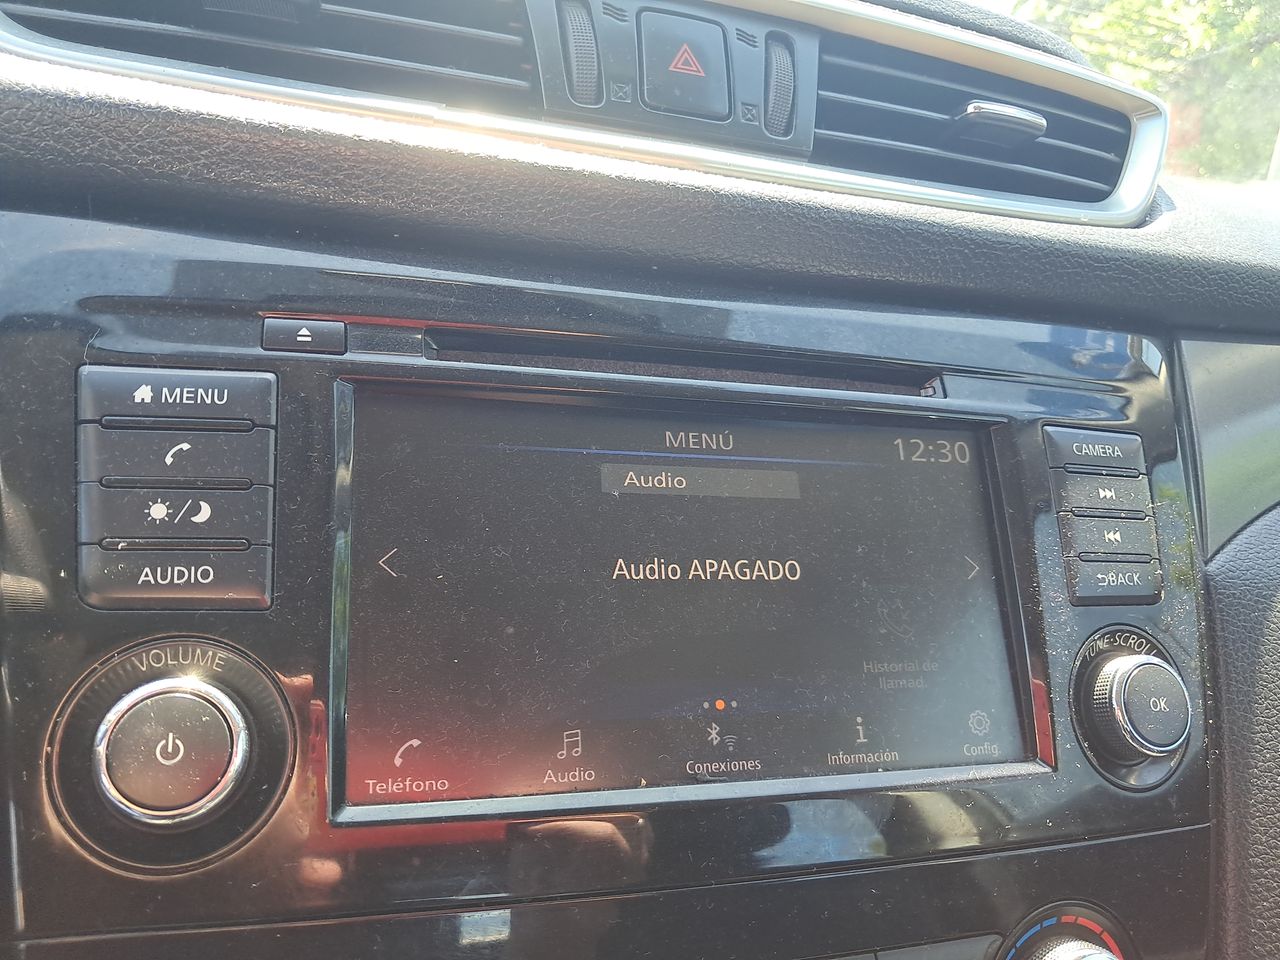 MENU
AUDIO
VOLUME
MENÚ
12:30
Audio
Audio APAGADO
Historial de
llamad.
Teléfono
Audio
Conexiones
Información
Config.
CAMERA
BACK
TUNE·SCROLL
OK